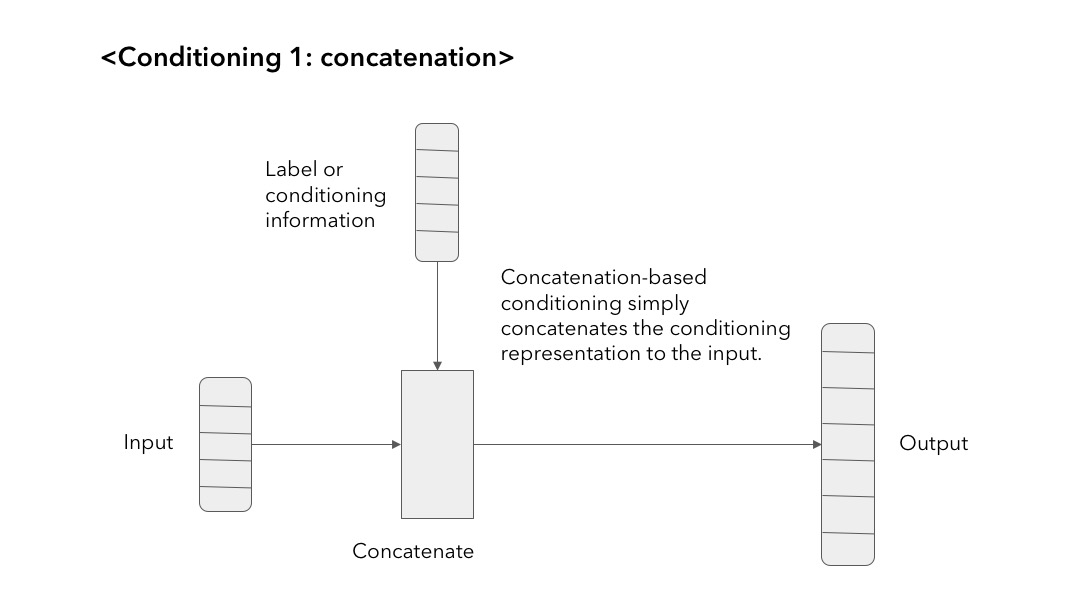 <Conditioning 1: concatenation>
Label or
conditioning
information
Concatenation-based
conditioning simply
concatenates the conditioning
representation to the input.
Input
Output
Concatenate